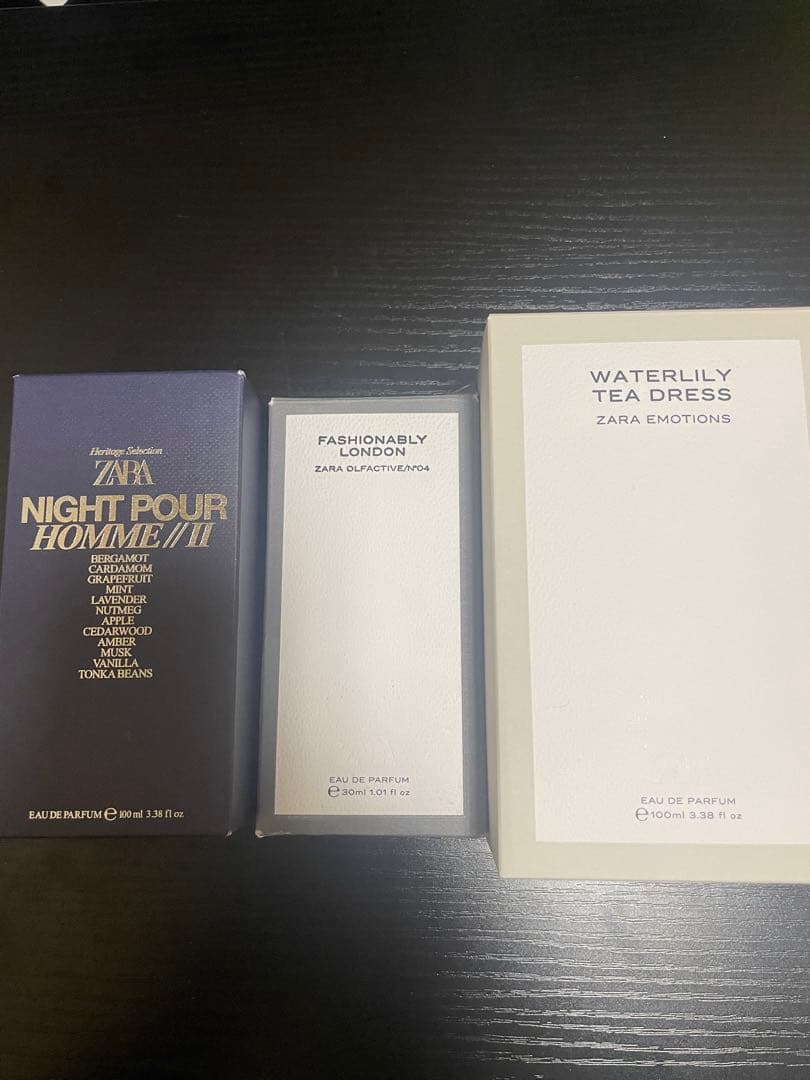 Heritage Selection
ZARA
NIGHT POUR
HOMME//II
BERGAMOT
CARDAMOM
GRAPEFRUIT
MINT
LAVENDER
NUTMEG
APPLE
CEDARWOOD
AMBER
MUSK
VANILLA
TONKA BEANS
EAU DE PARFUM ℮ 100 ml 3.38 fl oz
FASHIONABLY
LONDON
ZARA OLFACTIVE/Nº04
EAU DE PARFUM
℮ 30ml 1.01 fl oz
WATERLILY
TEA DRESS
ZARA EMOTIONS
EAU DE PARFUM
℮100ml 3.38 fl oz